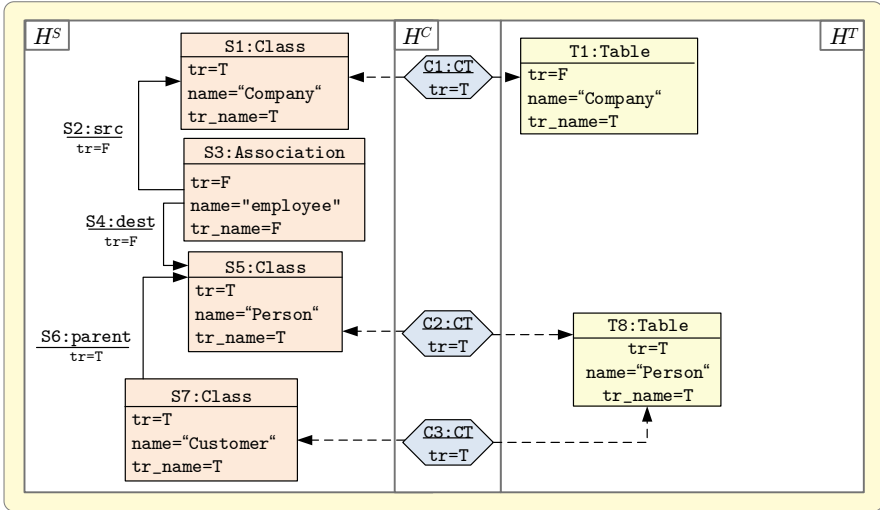 H^S
H^C
H^T
S1:Class
tr=T
name=“Company“
tr_name=T
C1:CT
tr=T
T1:Table
tr=F
name=“Company“
tr_name=T
S2:src
tr=F
S3:Association
tr=F
name="employee"
tr_name=F
S4:dest
tr=F
S5:Class
tr=T
name=“Person“
tr_name=T
C2:CT
tr=T
T8:Table
tr=T
name=“Person“
tr_name=T
S6:parent
tr=T
S7:Class
tr=T
name=“Customer“
tr_name=T
C3:CT
tr=T